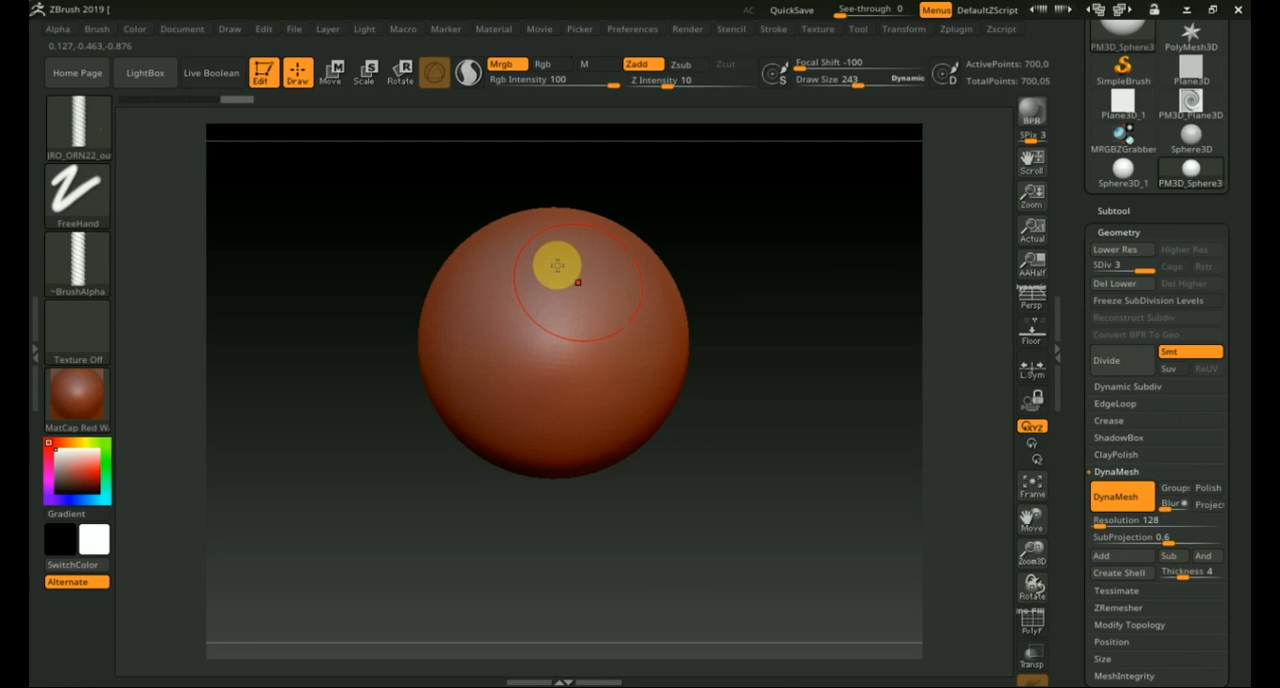 ZBrush 2019 [
AC QuickSave See-through 0 Menus DefaultZScript
Alpha Brush Color Document Draw Edit File Layer Light Macro Marker Material Movie Picker Preferences Render Stencil Stroke Texture Tool Transform Zplugin Zscript
0.127,-0.463,-0.876
Home Page LightBox Live Boolean Edit Draw Move Scale Rotate
Mrgb Rgb M Zadd Zsub Zcut
Rgb Intensity 100 Z Intensity 10
Focal Shift -100
Draw Size 243 Dynamic
ActivePoints: 700,0
TotalPoints: 700,05
S
D
JRO_ORN22_ou
FreeHand
~BrushAlpha
Texture Off
MatCap Red W
Gradient
SwitchColor
Alternate
BPR
SPix 3
Scroll
Zoom
Actual
AAHalf
Dynamic
Persp
Floor
L.Sym
XYZ
Frame
Move
Zoom3D
Rotate
PolyF
Transp
PM3D_Sphere3 PolyMesh3D
SimpleBrush Plane3D
Plane3D_1 PM3D_Plane3D
MRGBZGrabber Sphere3D
Sphere3D_1 PM3D_Sphere3
Subtool
Geometry
Lower Res Higher Res
SDiv 3 Cage Rstr
Del Lower Del Higher
Freeze SubDivision Levels
Reconstruct Subdiv
Convert BPR To Geo
Divide Smt
Suv ReUV
Dynamic Subdiv
EdgeLoop
Crease
ShadowBox
ClayPolish
DynaMesh
DynaMesh Group Polish
Blur Projec
Resolution 128
SubProjection 0.6
Add Sub And
Create Shell Thickness 4
Tessimate
ZRemesher
Modify Topology
Position
Size
MeshIntegrity